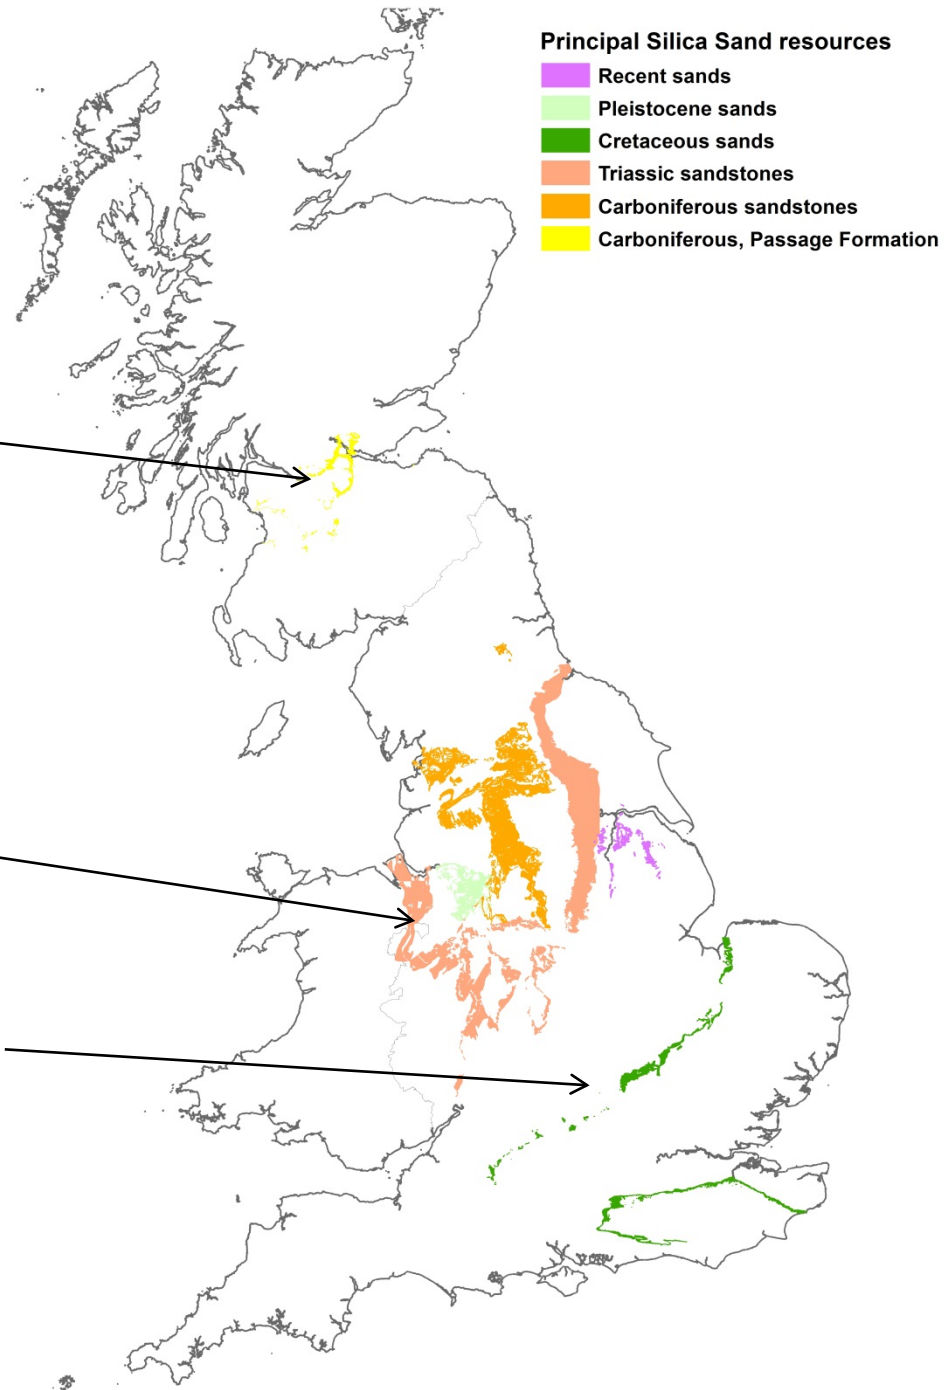 Principal Silica Sand resources
Recent sands
Pleistocene sands
Cretaceous sands
Triassic sandstones
Carboniferous sandstones
Carboniferous, Passage Formation